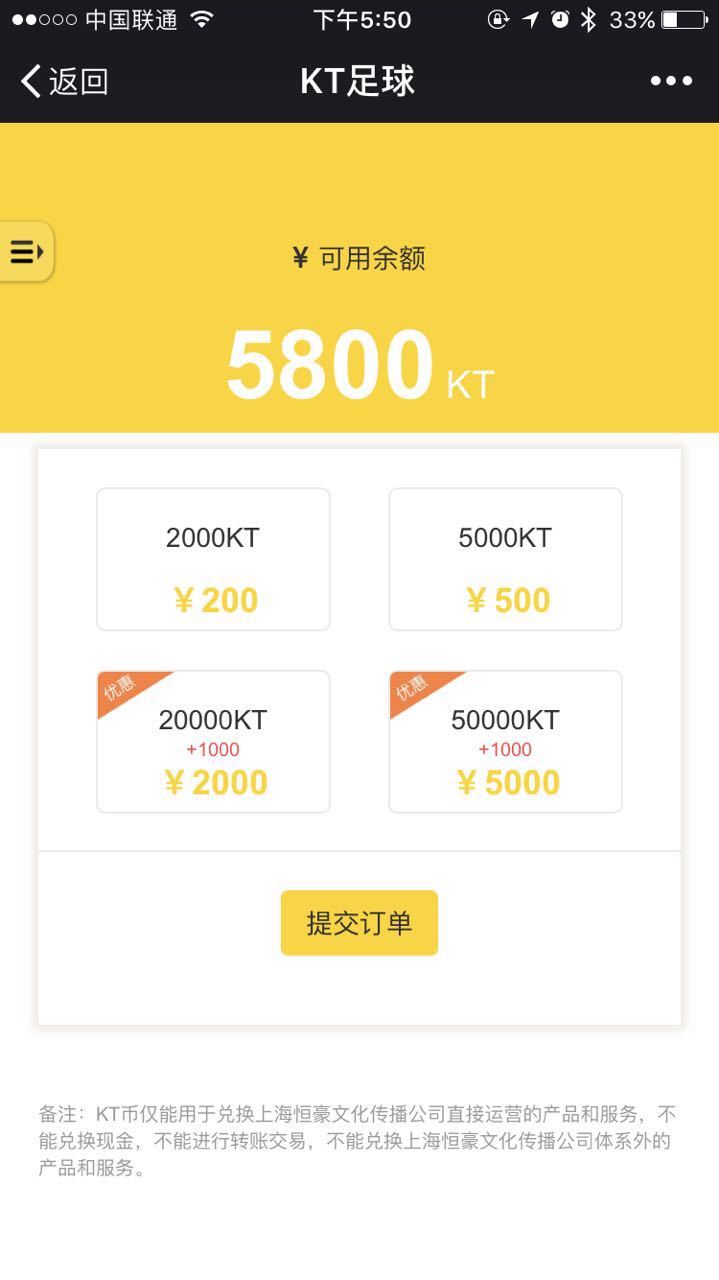 中国联通
下午5:50
33%
返回
KT足球
¥ 可用余额
5800 KT
2000KT
¥ 200
5000KT
¥ 500
优惠
20000KT
+1000
¥ 2000
优惠
50000KT
+1000
¥ 5000
提交订单
备注：KT币仅能用于兑换上海恒豪文化传播公司直接运营的产品和服务，不
能兑换现金，不能进行转账交易，不能兑换上海恒豪文化传播公司体系外的
产品和服务。